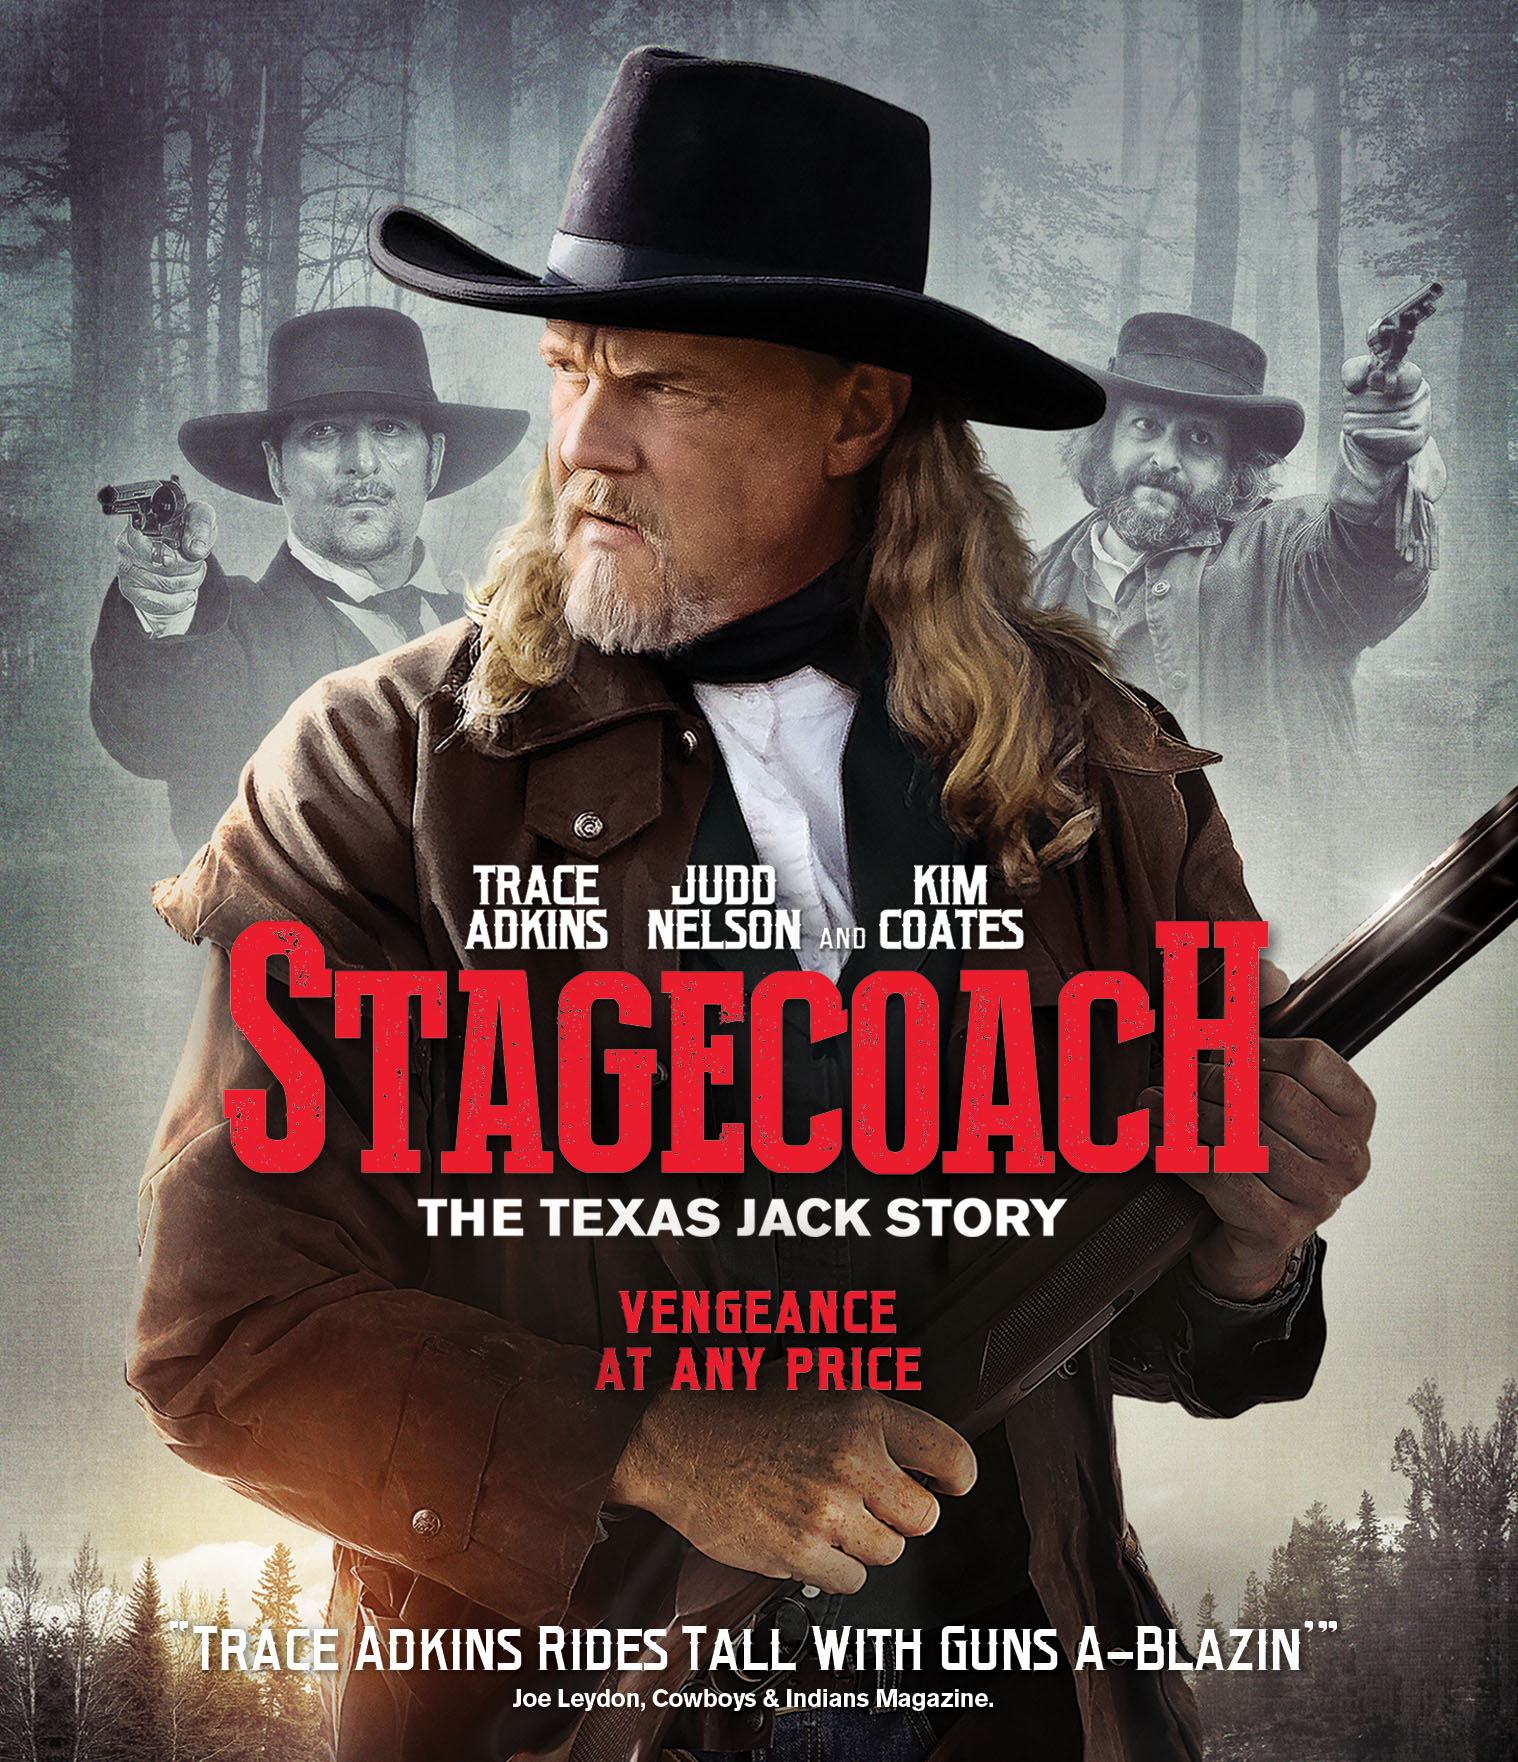 TRACE ADKINS JUDD NELSON AND KIM COATES
STAGECOACH
THE TEXAS JACK STORY
VENGEANCE
AT ANY PRICE
"TRACE ADKINS RIDES TALL WITH GUNS A-BLAZIN'"
Joe Leydon, Cowboys & Indians Magazine.